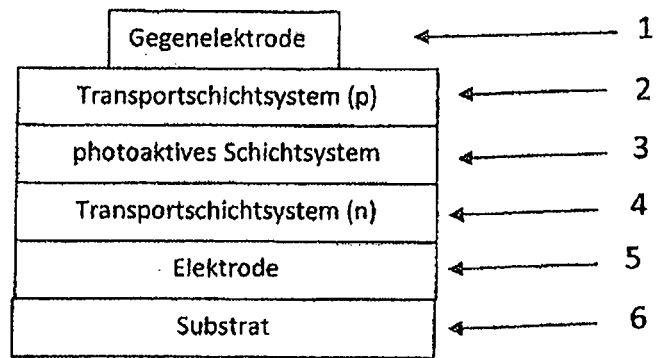 Gegenelektrode 1
Transportschichtsystem (p) 2
photoaktives Schichtsystem 3
Transportschichtsystem (n) 4
Elektrode 5
Substrat 6